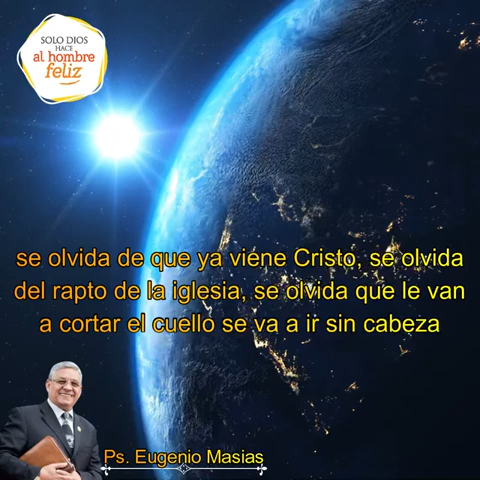 SOLO DIOS
HACE
al hombre
feliz
se olvida de que ya viene Cristo, se olvida
del rapto de la iglesia, se olvida que le van
a cortar el cuello se va a ir sin cabeza
Ps. Eugenio Masias